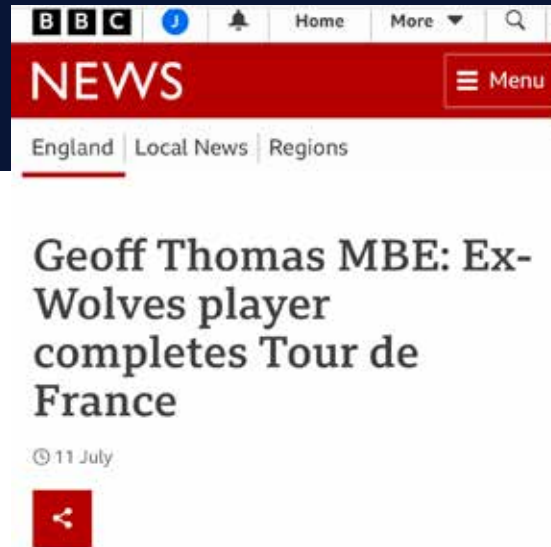 BBC J Home More
NEWS Menu
England Local News Regions
Geoff Thomas MBE: Ex-
Wolves player
completes Tour de
France
11 July